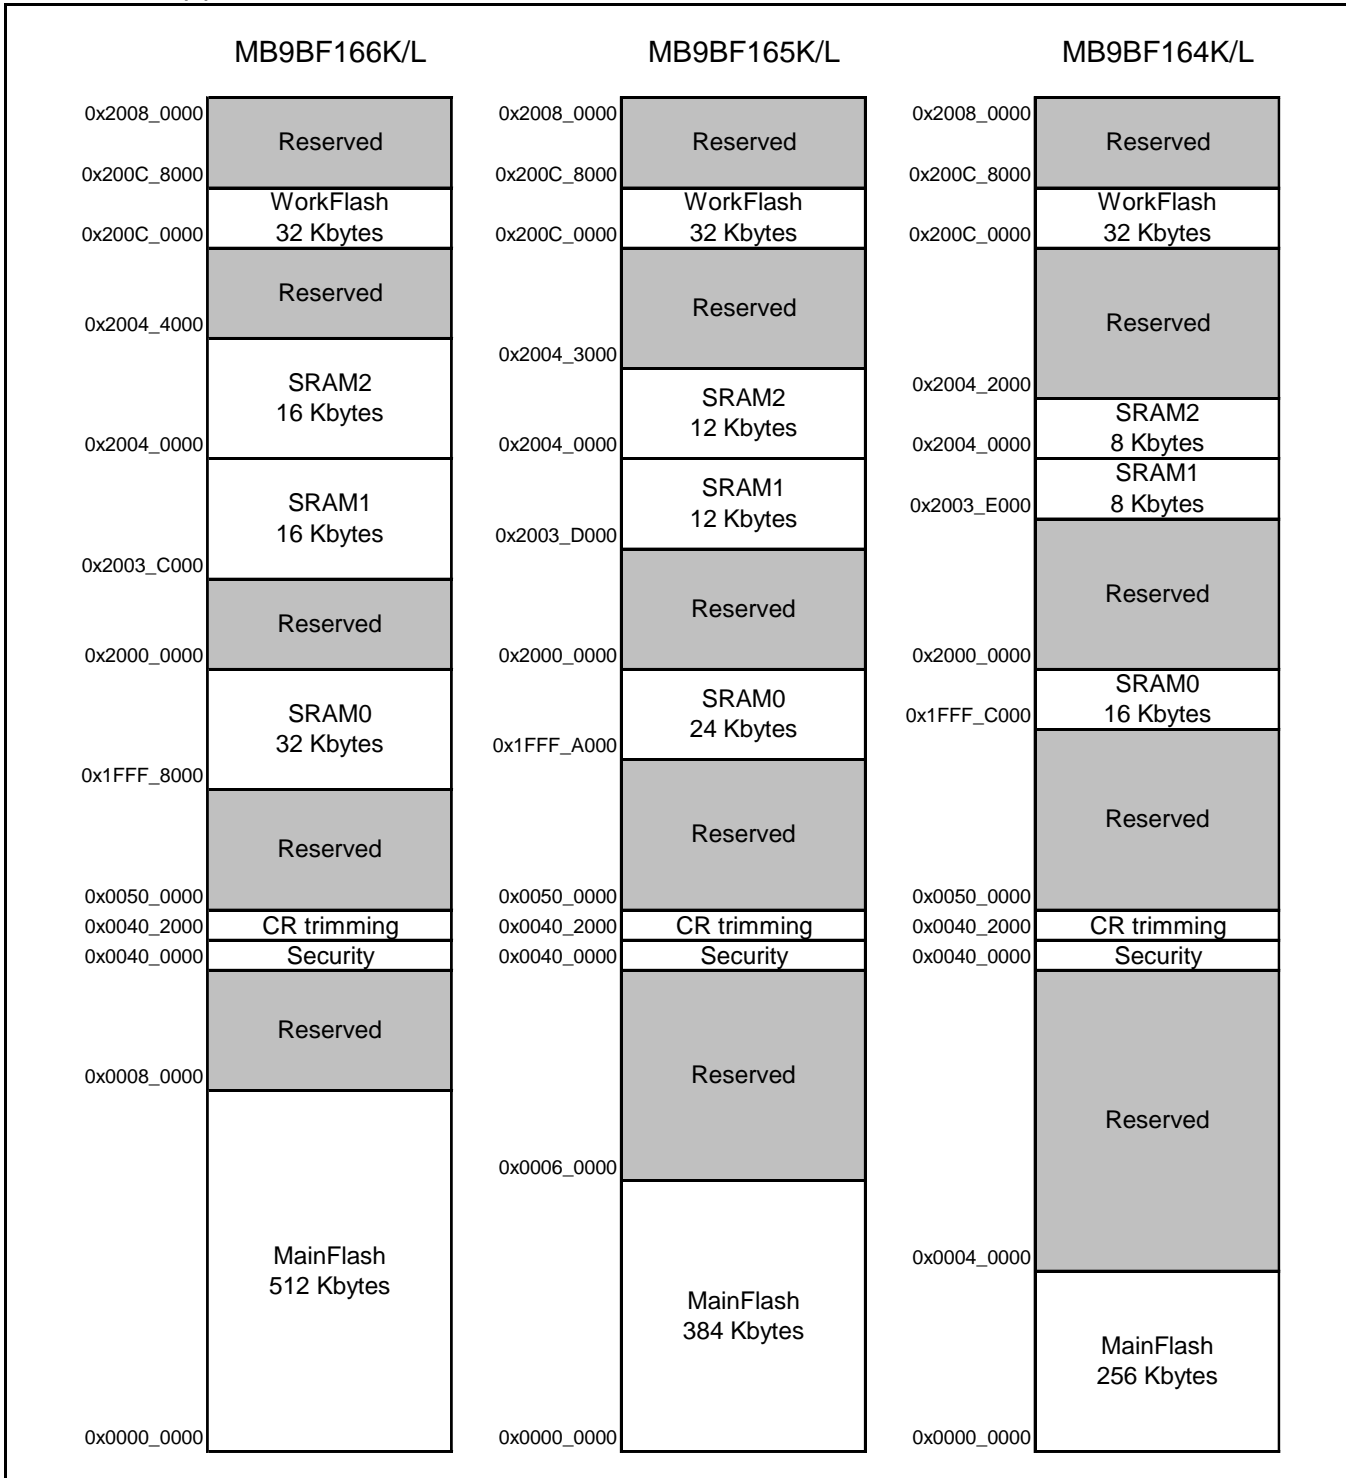 MB9BF166K/L
0x2008_0000
Reserved
0x200C_8000
WorkFlash
32 Kbytes
0x200C_0000
Reserved
0x2004_4000
SRAM2
16 Kbytes
0x2004_0000
SRAM1
16 Kbytes
0x2003_C000
Reserved
0x2000_0000
SRAM0
32 Kbytes
0x1FFF_8000
Reserved
0x0050_0000
CR trimming
0x0040_2000
Security
0x0040_0000
Reserved
0x0008_0000
MainFlash
512 Kbytes
0x0000_0000
MB9BF165K/L
0x2008_0000
Reserved
0x200C_8000
WorkFlash
32 Kbytes
0x200C_0000
Reserved
0x2004_3000
SRAM2
12 Kbytes
0x2004_0000
SRAM1
12 Kbytes
0x2003_D000
Reserved
0x2000_0000
SRAM0
24 Kbytes
0x1FFF_A000
Reserved
0x0050_0000
CR trimming
0x0040_2000
Security
0x0040_0000
Reserved
0x0006_0000
MainFlash
384 Kbytes
0x0000_0000
MB9BF164K/L
0x2008_0000
Reserved
0x200C_8000
WorkFlash
32 Kbytes
0x200C_0000
Reserved
0x2004_2000
SRAM2
8 Kbytes
0x2004_0000
SRAM1
8 Kbytes
0x2003_E000
Reserved
0x2000_0000
SRAM0
16 Kbytes
0x1FFF_C000
Reserved
0x0050_0000
CR trimming
0x0040_2000
Security
0x0040_0000
Reserved
0x0004_0000
MainFlash
256 Kbytes
0x0000_0000